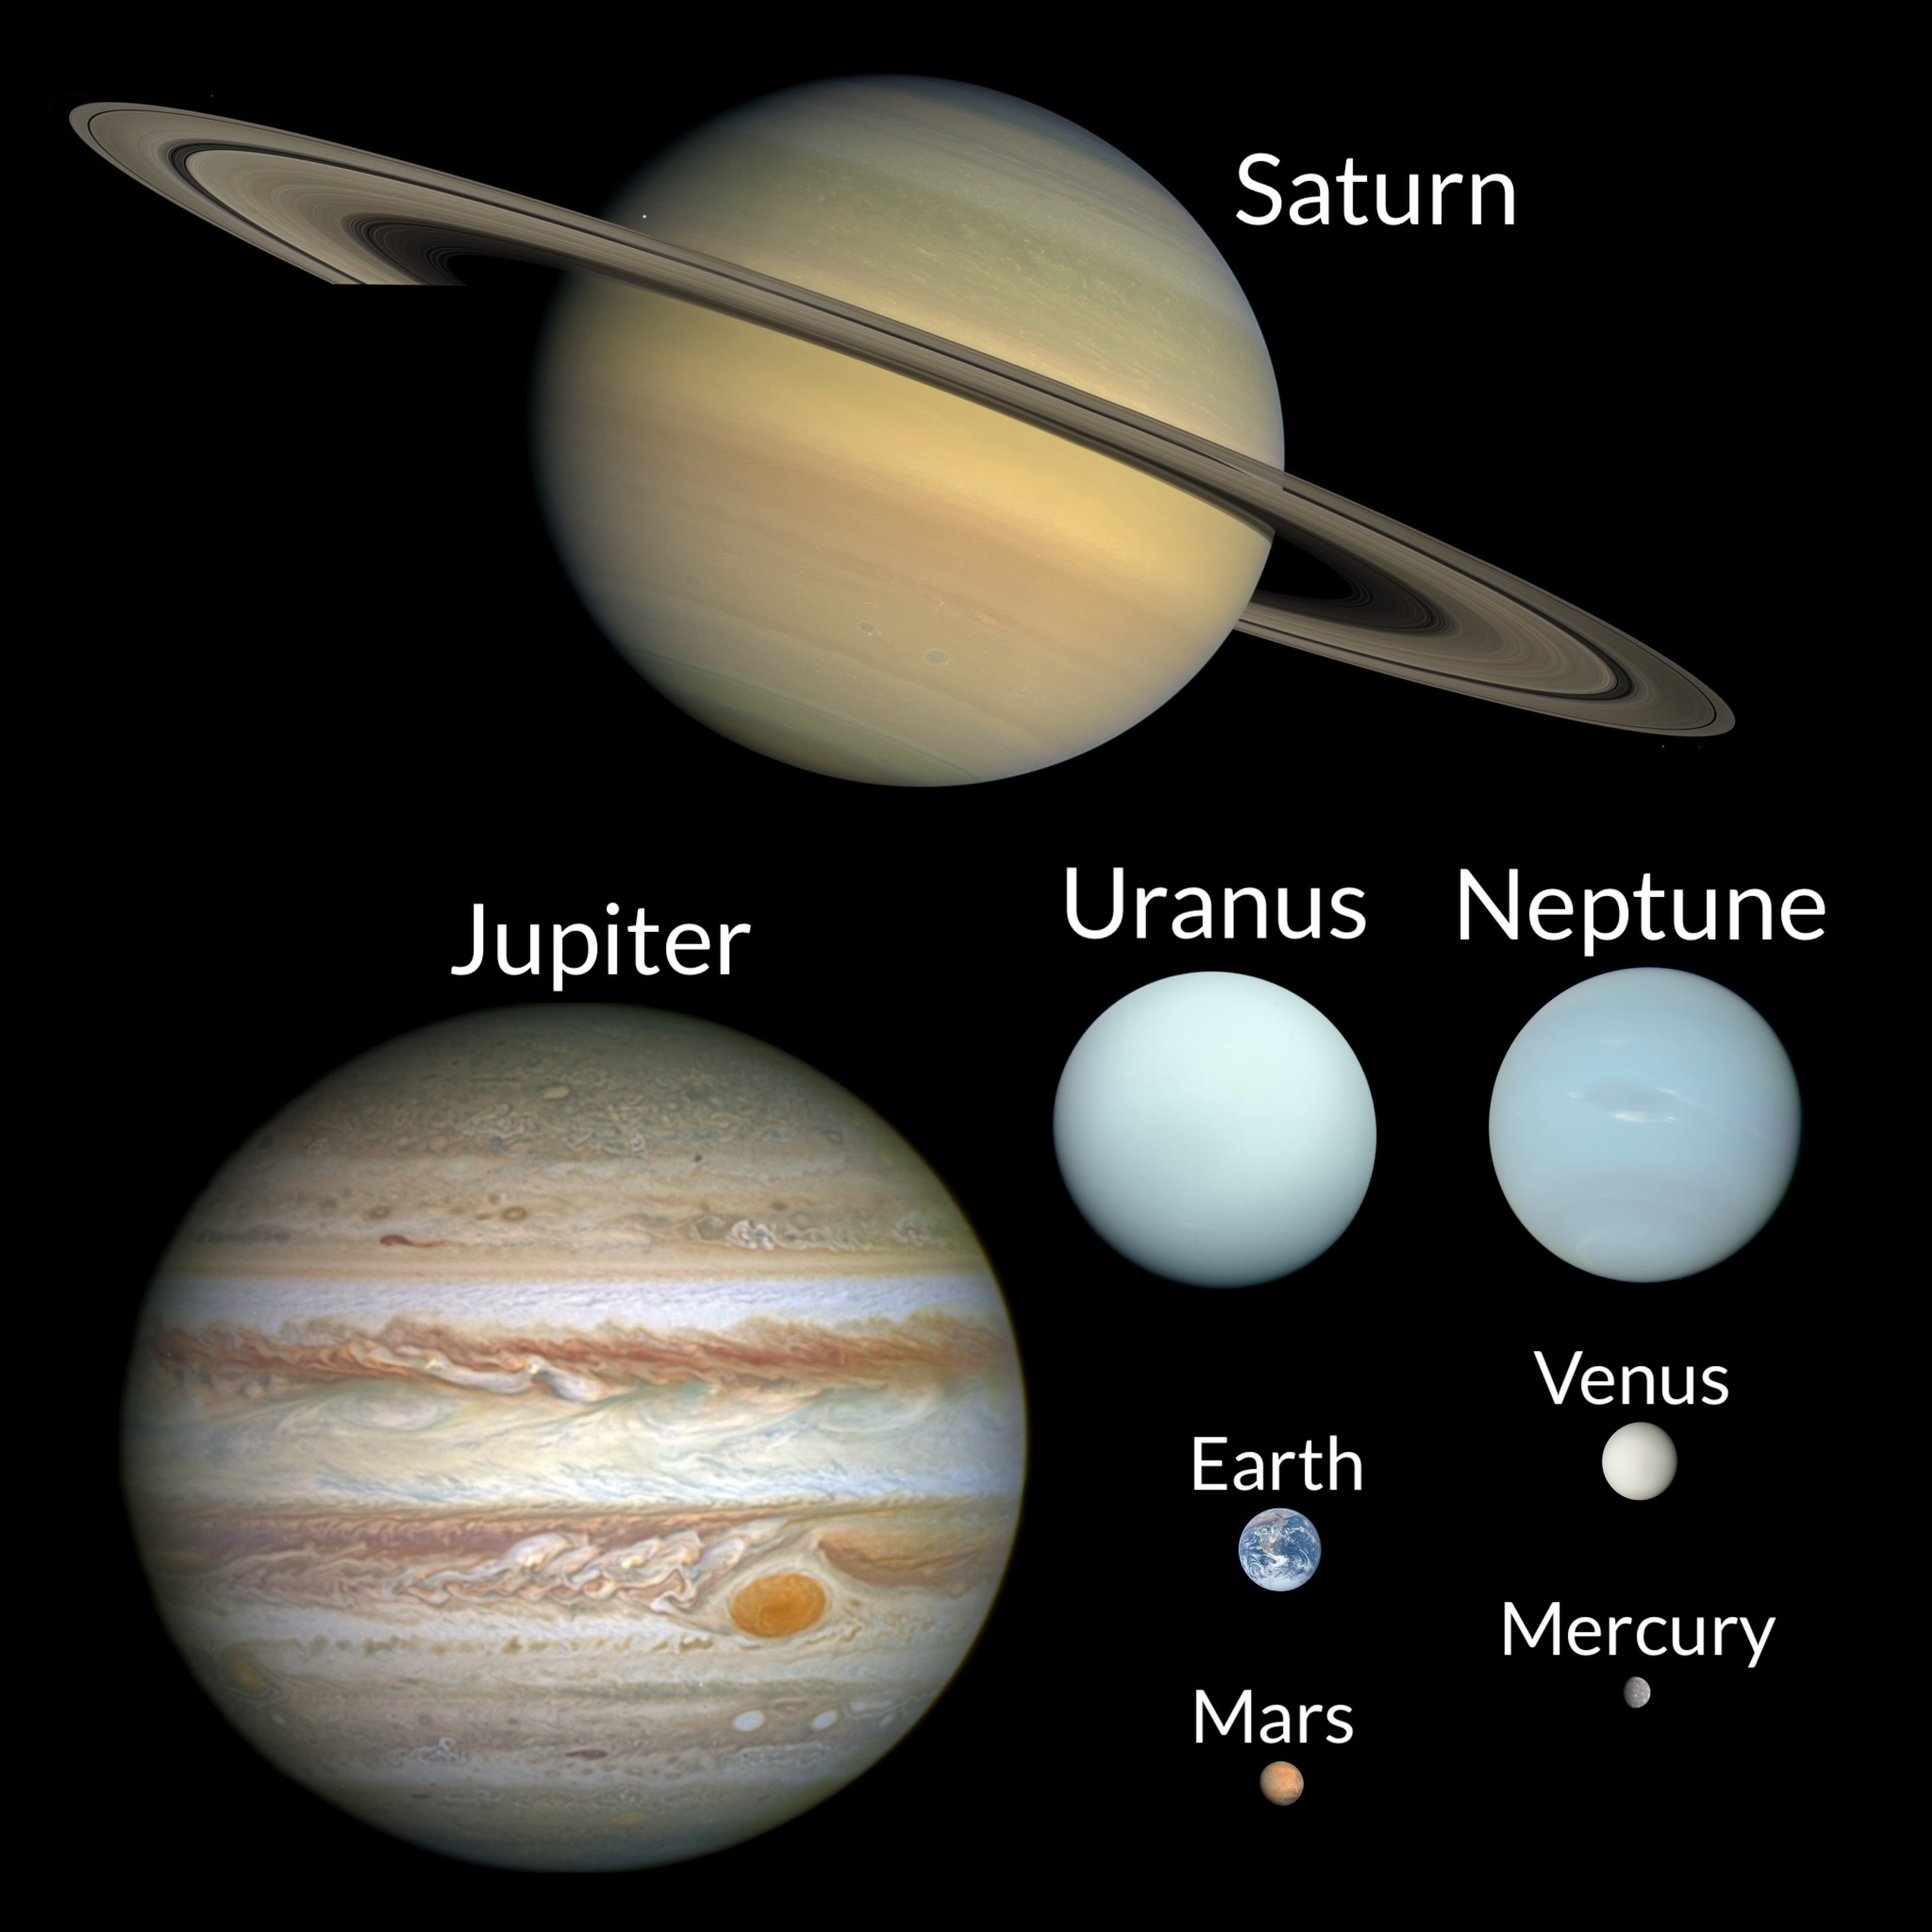 Saturn
Jupiter
Uranus
Neptune
Venus
Earth
Mercury
Mars